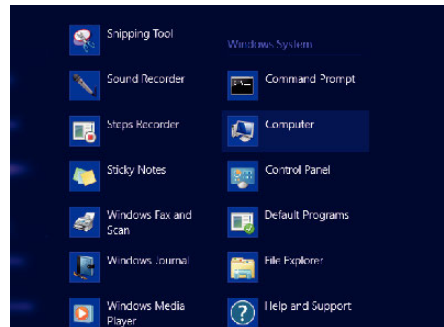 Snipping Tool
Sound Recorder
Steps Recorder
Sticky Notes
Windows Fax and
Scan
Windows Journal
Windows Media
Player
Windows System
Command Prompt
Computer
Control Panel
Default Programs
File Explorer
Help and Support